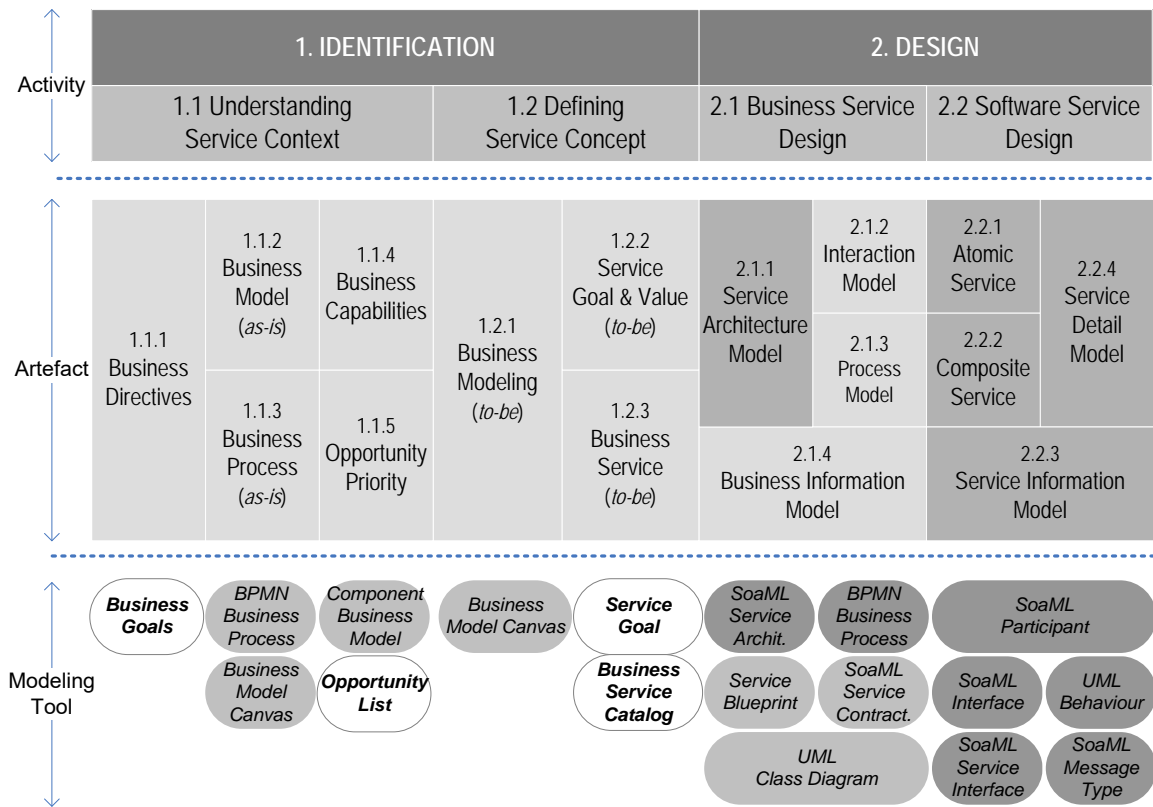 Activity
1. IDENTIFICATION
2. DESIGN
1.1 Understanding
Service Context
1.2 Defining
Service Concept
2.1 Business Service
Design
2.2 Software Service
Design
Artefact
1.1.1
Business
Directives
1.1.2
Business
Model
(as-is)
1.1.3
Business
Process
(as-is)
1.1.4
Business
Capabilities
1.1.5
Opportunity
Priority
1.2.1
Business
Modeling
(to-be)
1.2.2
Service
Goal & Value
(to-be)
1.2.3
Business
Service
(to-be)
2.1.1
Service
Architecture
Model
2.1.2
Interaction
Model
2.1.3
Process
Model
2.1.4
Business Information
Model
2.2.1
Atomic
Service
2.2.2
Composite
Service
2.2.4
Service
Detail
Model
2.2.3
Service Information
Model
Modeling
Tool
Business
Goals
BPMN
Business
Process
Business
Model
Canvas
Component
Business
Model
Opportunity
List
Business
Model Canvas
Service
Goal
Business
Service
Catalog
SoaML
Service
Archit.
BPMN
Business
Process
Service
Blueprint
SoaML
Service
Contract.
UML
Class Diagram
SoaML
Participant
SoaML
Interface
UML
Behaviour
SoaML
Service
Interface
SoaML
Message
Type